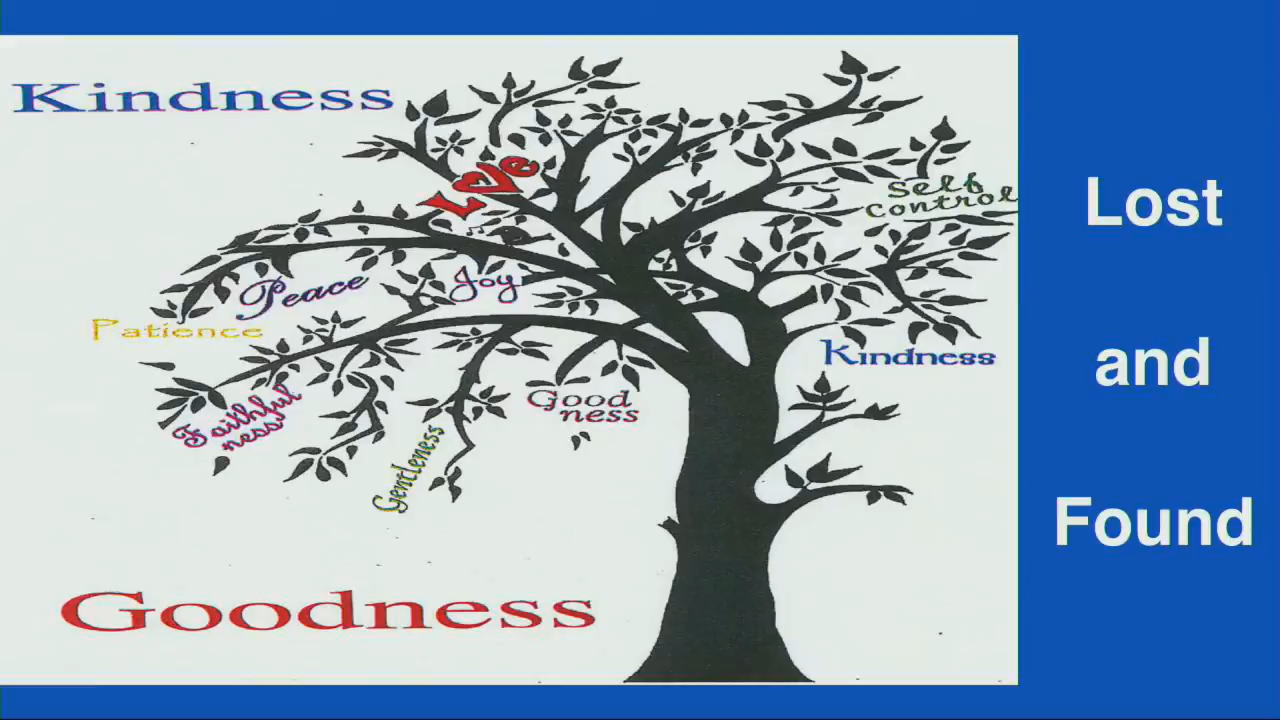 Kindness
Love
Self
Control
Peace
Joy
Patience
Kindness
Faithful
ness
Good
ness
Gentleness
Goodness
Lost
and
Found